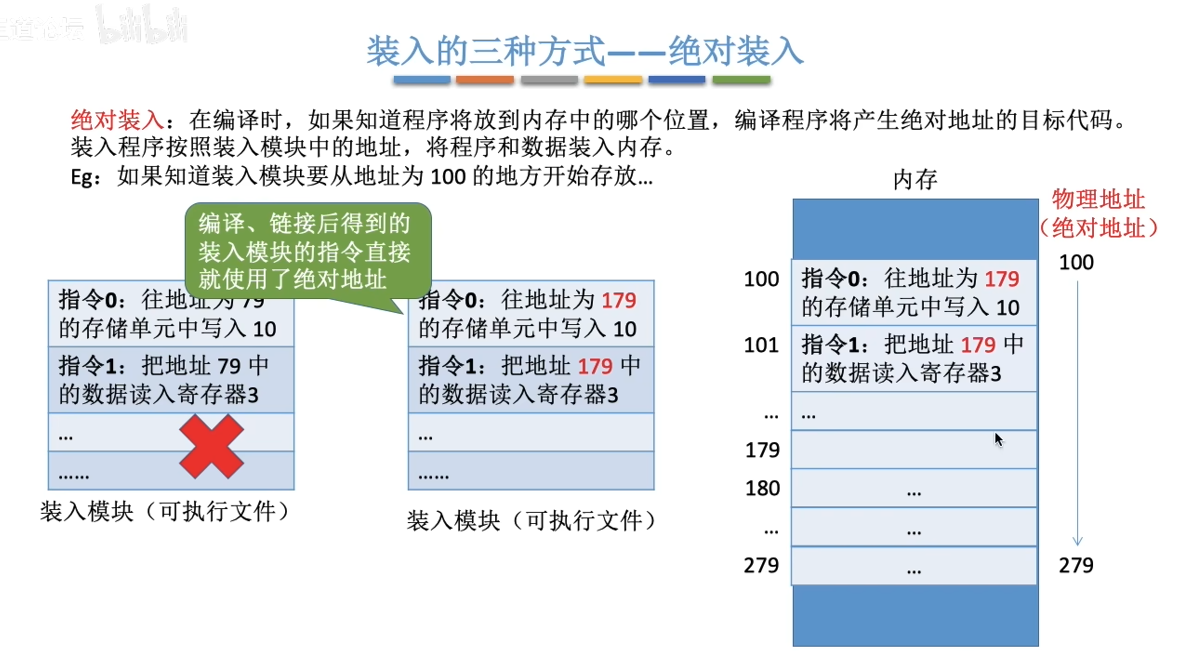 bilibili
装入的三种方式——绝对装入
绝对装入：在编译时，如果知道程序将放到内存中的哪个位置，编译程序将产生绝对地址的目标代码。
装入程序按照装入模块中的地址，将程序和数据装入内存。
Eg：如果知道装入模块要从地址为 100 的地方开始存放...
编译、链接后得到的
装入模块的指令直接
就使用了绝对地址
指令0：往地址为 79
的存储单元中写入 10
指令1：把地址 79 中
的数据读入寄存器3
...
......
装入模块（可执行文件）
指令0：往地址为 179
的存储单元中写入 10
指令1：把地址 179 中
的数据读入寄存器3
...
......
装入模块（可执行文件）
内存
物理地址
（绝对地址）
100
指令0：往地址为 179
的存储单元中写入 10
100
101
指令1：把地址 179 中
的数据读入寄存器3
...
...
179
180
...
...
...
279
...
279